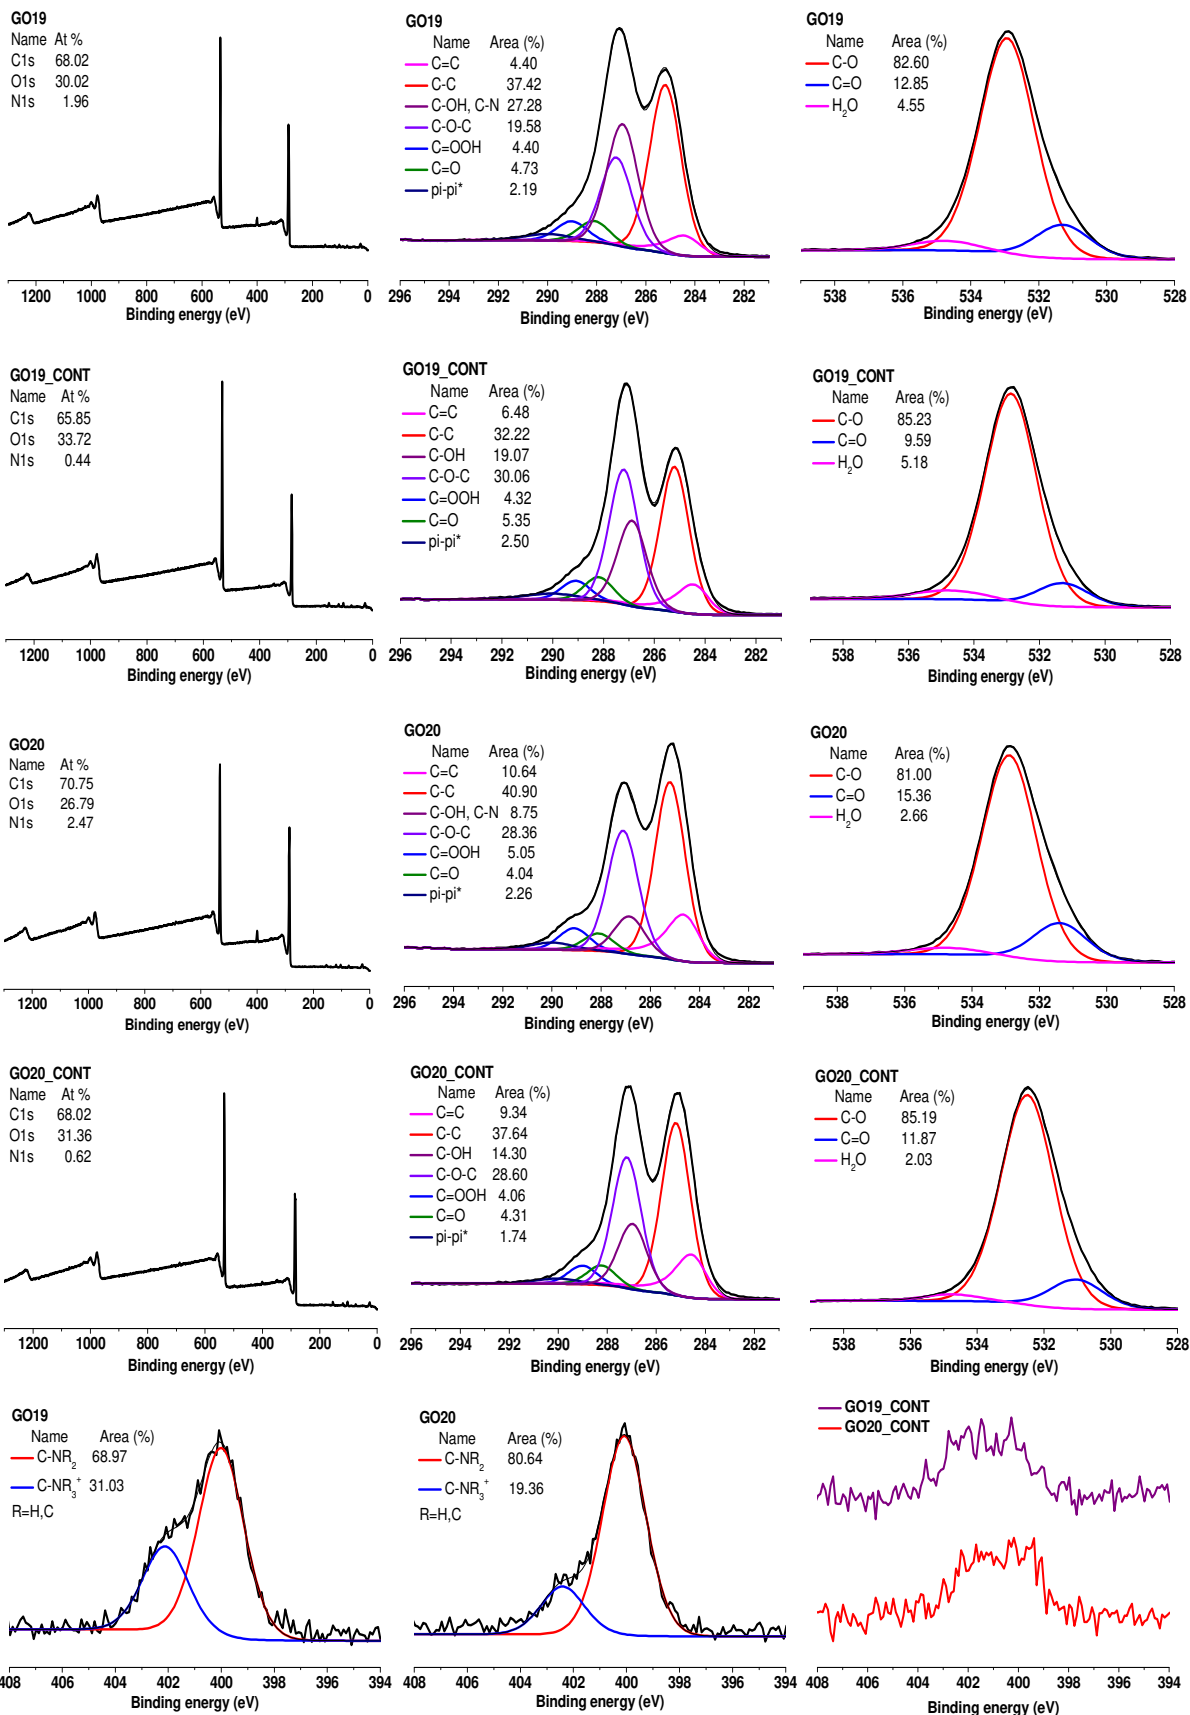 GO19
Name At %
C1s 68.02
O1s 30.02
N1s 1.96
1200 1000 800 600 400 200 0
Binding energy (eV)
GO19
Name Area (%)
C=C 4.40
C-C 37.42
C-OH, C-N 27.28
C-O-C 19.58
C=OOH 4.40
C=O 4.73
pi-pi* 2.19
296 294 292 290 288 286 284 282
Binding energy (eV)
GO19
Name Area (%)
C-O 82.60
C=O 12.85
H2O 4.55
538 536 534 532 530 528
Binding energy (eV)
GO19_CONT
Name At %
C1s 65.85
O1s 33.72
N1s 0.44
1200 1000 800 600 400 200 0
Binding energy (eV)
GO19_CONT
Name Area (%)
C=C 6.48
C-C 32.22
C-OH 19.07
C-O-C 30.06
C=OOH 4.32
C=O 5.35
pi-pi* 2.50
296 294 292 290 288 286 284 282
Binding energy (eV)
GO19_CONT
Name Area (%)
C-O 85.23
C=O 9.59
H2O 5.18
538 536 534 532 530 528
Binding energy (eV)
GO20
Name At %
C1s 70.75
O1s 26.79
N1s 2.47
1200 1000 800 600 400 200 0
Binding energy (eV)
GO20
Name Area (%)
C=C 10.64
C-C 40.90
C-OH, C-N 8.75
C-O-C 28.36
C=OOH 5.05
C=O 4.04
pi-pi* 2.26
296 294 292 290 288 286 284 282
Binding energy (eV)
GO20
Name Area (%)
C-O 81.00
C=O 15.36
H2O 2.66
538 536 534 532 530 528
Binding energy (eV)
GO20_CONT
Name At %
C1s 68.02
O1s 31.36
N1s 0.62
1200 1000 800 600 400 200 0
Binding energy (eV)
GO20_CONT
Name Area (%)
C=C 9.34
C-C 37.64
C-OH 14.30
C-O-C 28.60
C=OOH 4.06
C=O 4.31
pi-pi* 1.74
296 294 292 290 288 286 284 282
Binding energy (eV)
GO20_CONT
Name Area (%)
C-O 85.19
C=O 11.87
H2O 2.03
538 536 534 532 530 528
Binding energy (eV)
GO19
Name Area (%)
C-NR2 68.97
C-NR3+ 31.03
R=H,C
408 406 404 402 400 398 396 394
Binding energy (eV)
GO20
Name Area (%)
C-NR2 80.64
C-NR3+ 19.36
R=H,C
408 406 404 402 400 398 396 394
Binding energy (eV)
GO19_CONT
GO20_CONT
408 406 404 402 400 398 396 394
Binding energy (eV)